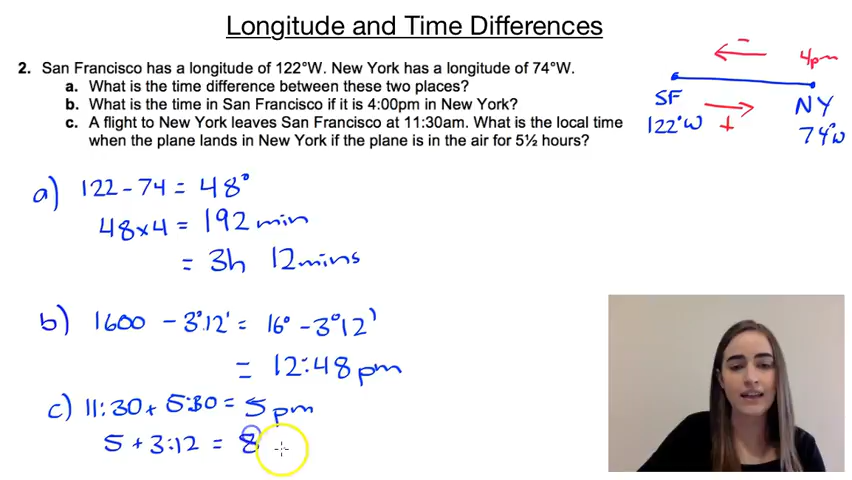 Longitude and Time Differences
2. San Francisco has a longitude of 122°W. New York has a longitude of 74°W.
a. What is the time difference between these two places?
b. What is the time in San Francisco if it is 4:00pm in New York?
c. A flight to New York leaves San Francisco at 11:30am. What is the local time
when the plane lands in New York if the plane is in the air for 5½ hours?
- 4pm
SF NY
122°W + 74°W
a) 122 - 74 = 48°
48 x 4 = 192 min
= 3h 12mins
b) 1600 - 3°12' = 16° - 3°12'
= 12:48pm
c) 11:30 + 5:30 = 5pm
5 + 3:12 = 8